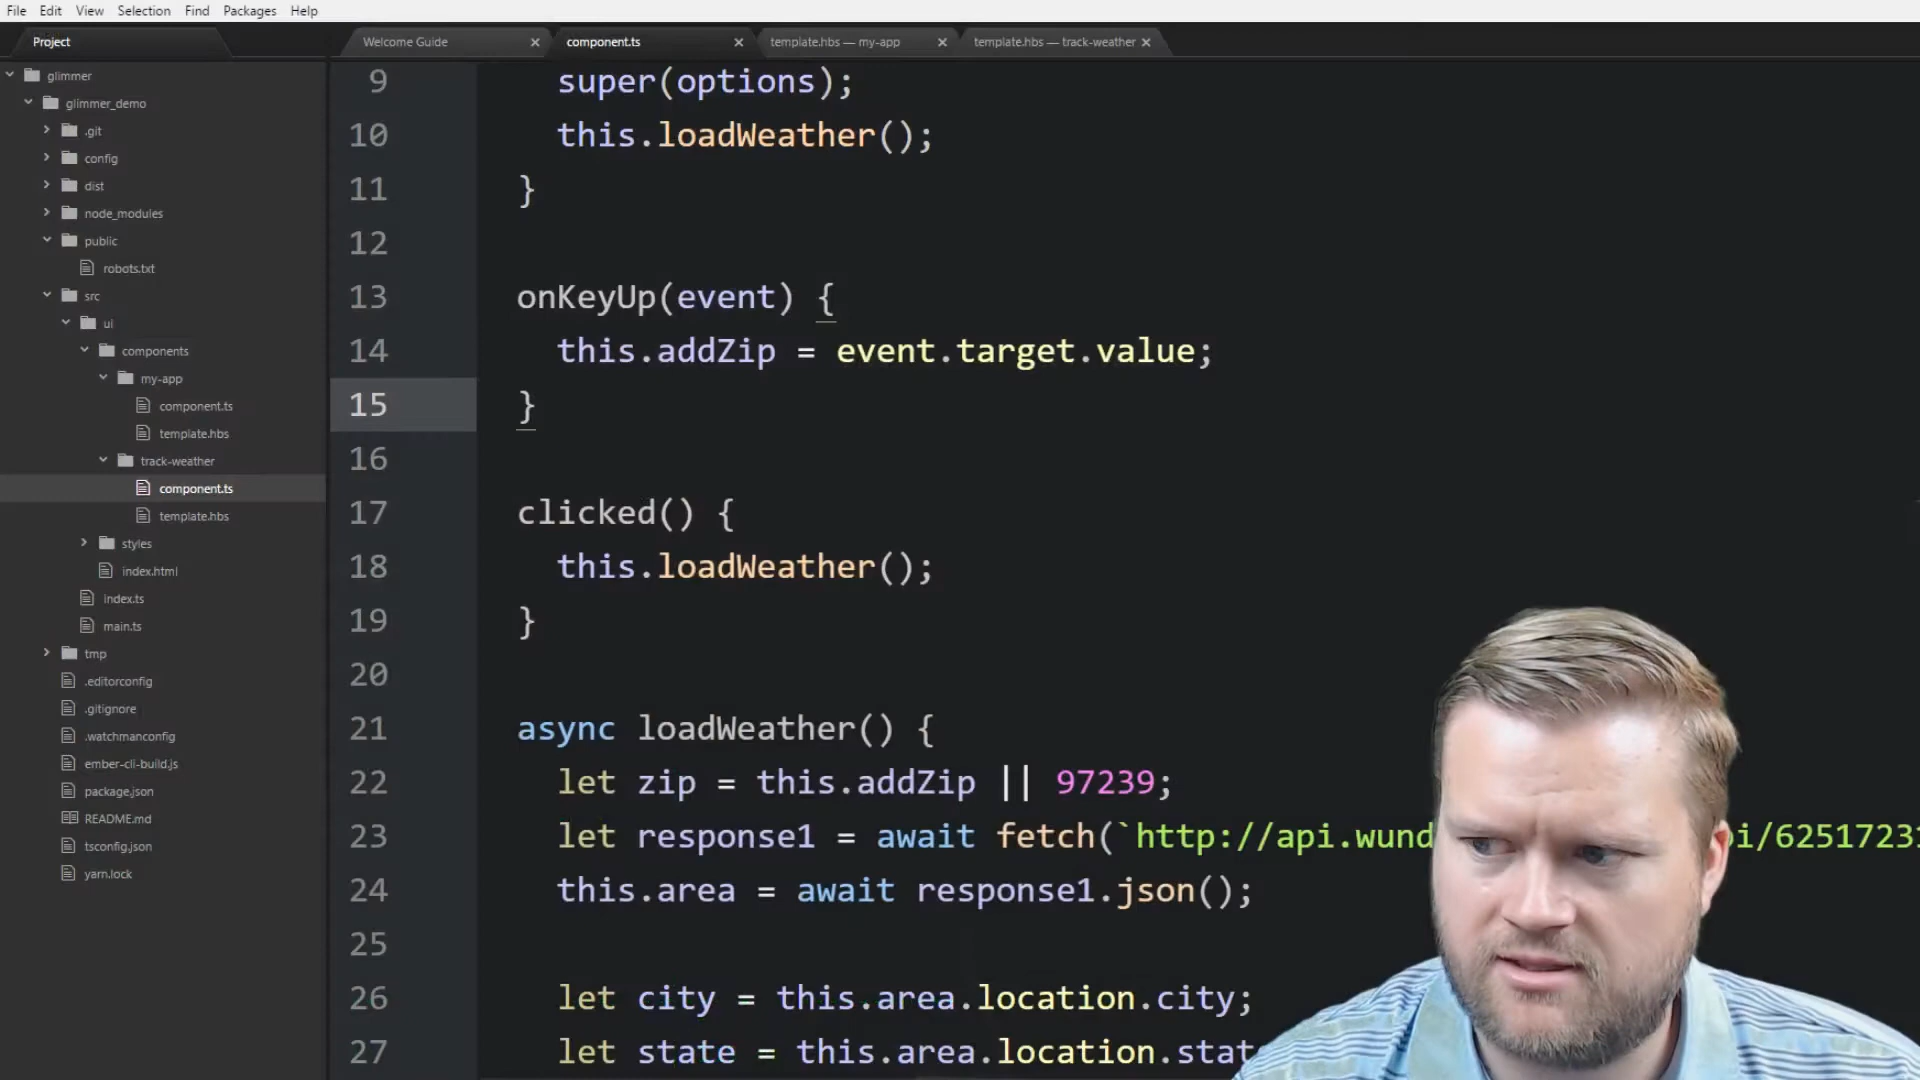 File Edit View Selection Find Packages Help
Project
Welcome Guide
component.ts
template.hbs — my-app
template.hbs — track-weather
glimmer
glimmer_demo
.git
config
dist
node_modules
public
robots.txt
src
ui
components
my-app
component.ts
template.hbs
track-weather
component.ts
template.hbs
styles
index.html
index.ts
main.ts
tmp
.editorconfig
.gitignore
.watchmanconfig
ember-cli-build.js
package.json
README.md
tsconfig.json
yarn.lock
9 super(options);
10 this.loadWeather();
11 }
12
13 onKeyUp(event) {
14 this.addZip = event.target.value;
15 }
16
17 clicked() {
18 this.loadWeather();
19 }
20
21 async loadWeather() {
22 let zip = this.addZip || 97239;
23 let response1 = await fetch(`http://api.wund i/6251723
24 this.area = await response1.json();
25
26 let city = this.area.location.city;
27 let state = this.area.location.stat